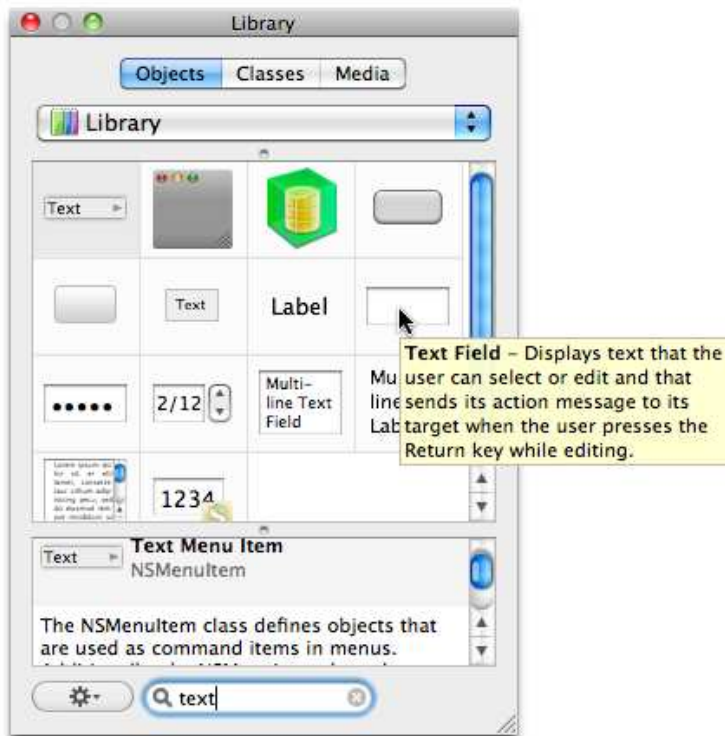 Library
Objects Classes Media
Library
Text
Text
Label
Text Field – Displays text that the
user can select or edit and that
sends its action message to its
target when the user presses the
Return key while editing.
•••••
2/12
Multi-
line Text
Field
Mu
line
Lab
1234
Text
Text Menu Item
NSMenuItem
The NSMenuItem class defines objects that
are used as command items in menus.
text